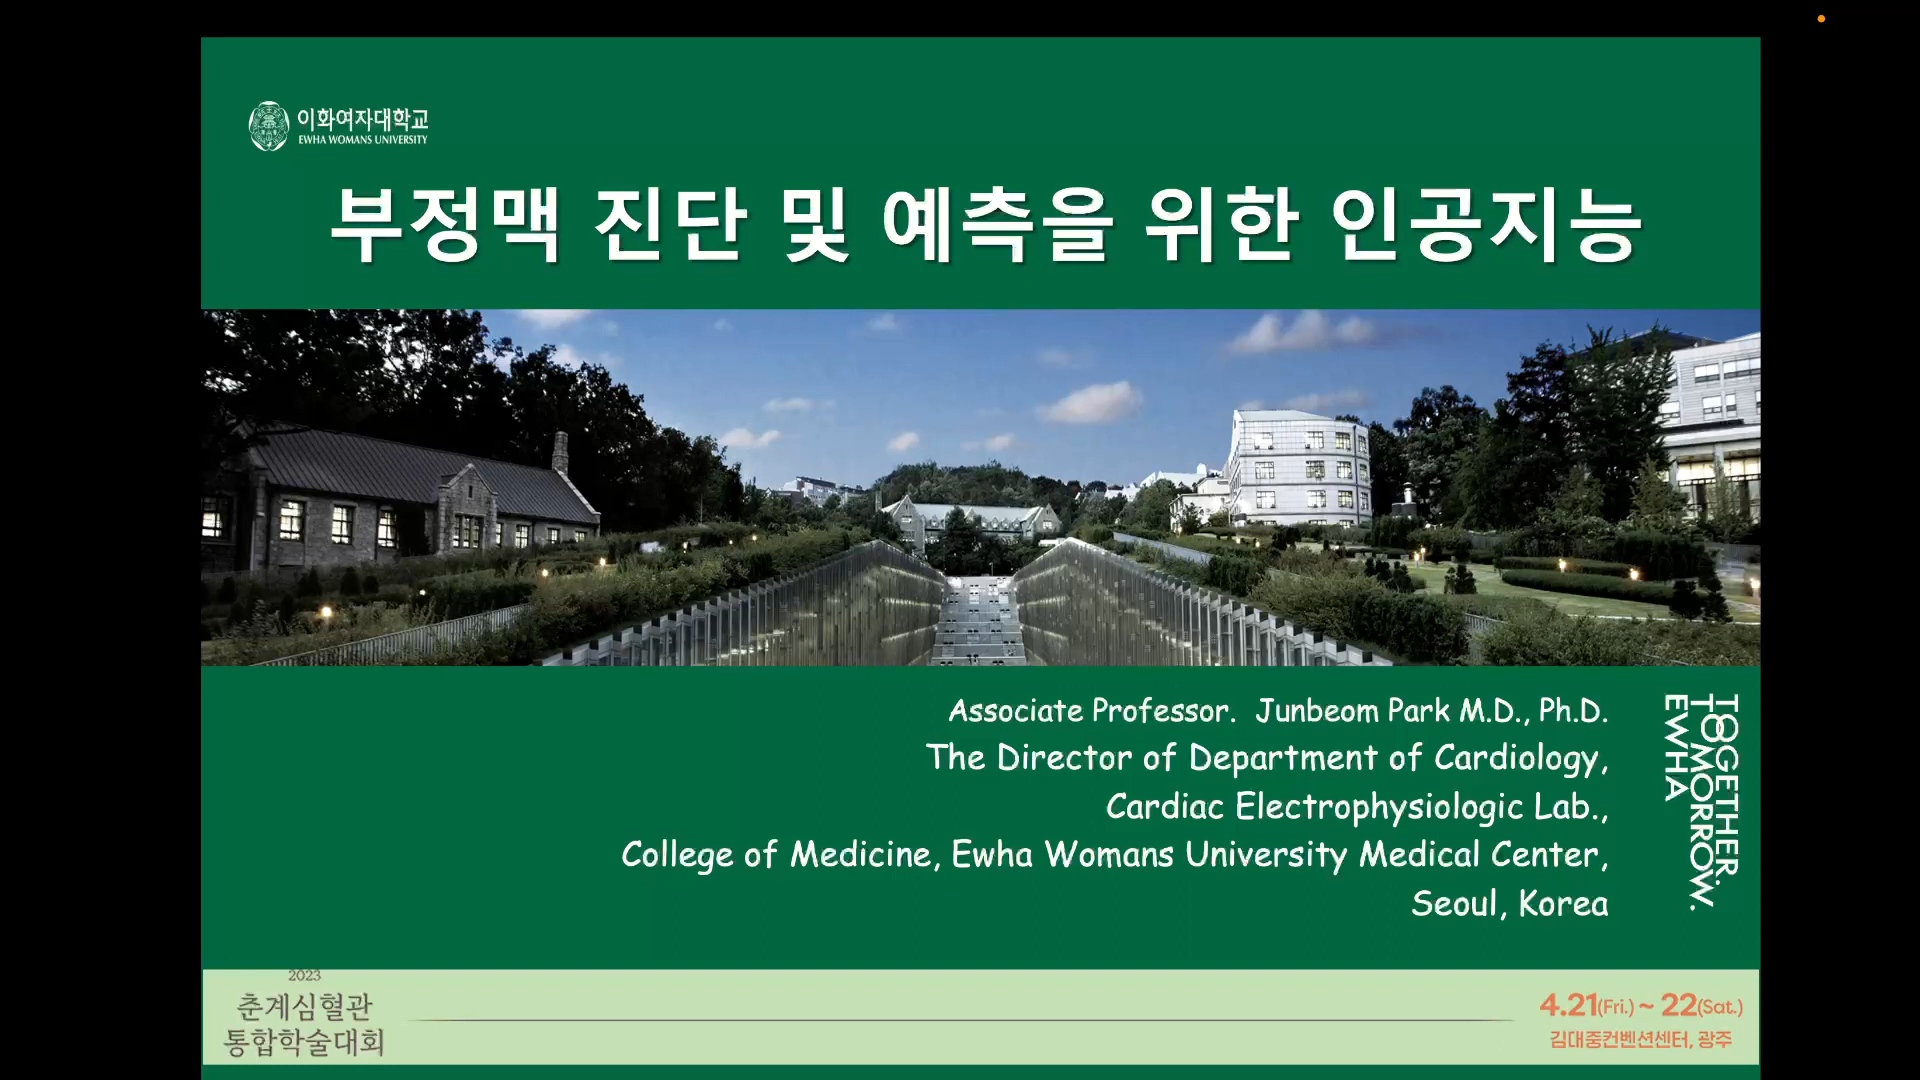 이화여자대학교
EWHA WOMANS UNIVERSITY
부정맥 진단 및 예측을 위한 인공지능
Associate Professor. Junbeom Park M.D., Ph.D.
The Director of Department of Cardiology,
Cardiac Electrophysiologic Lab.,
College of Medicine, Ewha Womans University Medical Center,
Seoul, Korea
TOGETHER.
TOMORROW.
EWHA
2023
춘계심혈관
통합학술대회
4.21(Fri.) ~ 22(Sat.)
김대중컨벤션센터, 광주